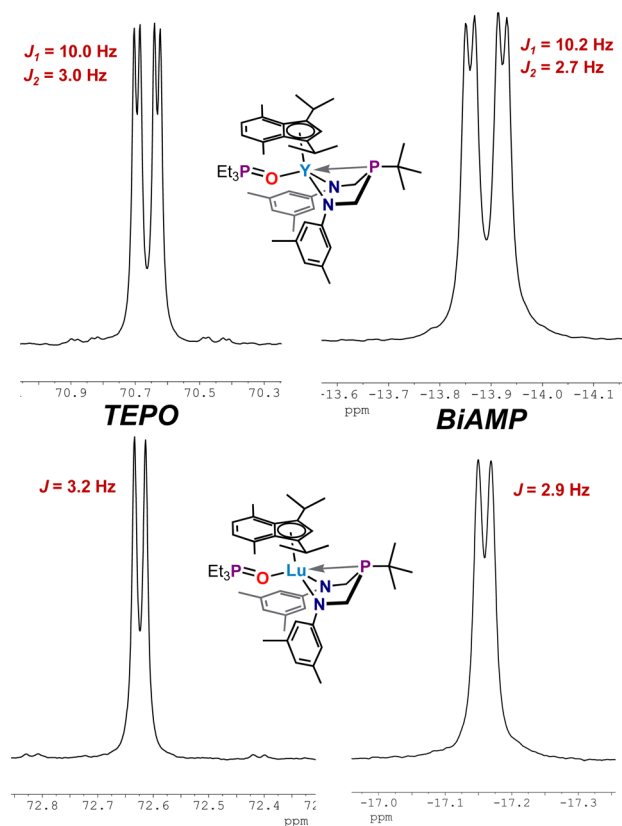 J₁ = 10.0 Hz
J₂ = 3.0 Hz
J₁ = 10.2 Hz
J₂ = 2.7 Hz
Et₃P=O
Y
P
N
N
70.9 70.7 70.5 70.3
-13.6 -13.7 -13.8 -13.9 -14.0 -14.1
ppm
TEPO
BiAMP
J = 3.2 Hz
J = 2.9 Hz
Et₃P=O
Lu
P
N
N
72.8 72.6 72.5 72.4 72
ppm
-17.0 -17.1 -17.2 -17.3
ppm